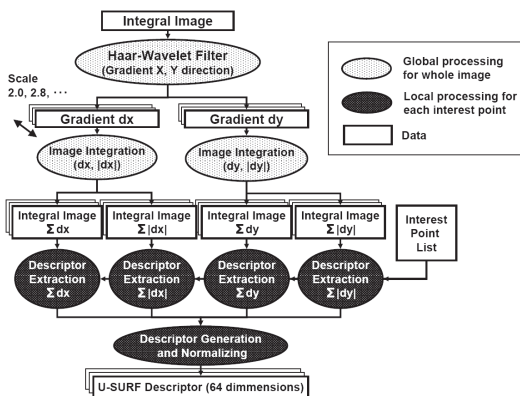 Integral Image
Haar-Wavelet Filter
(Gradient X, Y direction)
Scale
2.0, 2.8, ···
Gradient dx
Gradient dy
Image Integration
(dx, |dx|)
Image Integration
(dy, |dy|)
Integral Image
Σ dx
Integral Image
Σ |dx|
Integral Image
Σ dy
Integral Image
Σ |dy|
Interest
Point
List
Descriptor
Extraction
Σ dx
Descriptor
Extraction
Σ |dx|
Descriptor
Extraction
Σ dy
Descriptor
Extraction
Σ |dy|
Descriptor Generation
and Normalizing
U-SURF Descriptor (64 dimmensions)
Global processing
for whole image
Local processing for
each interest point
Data